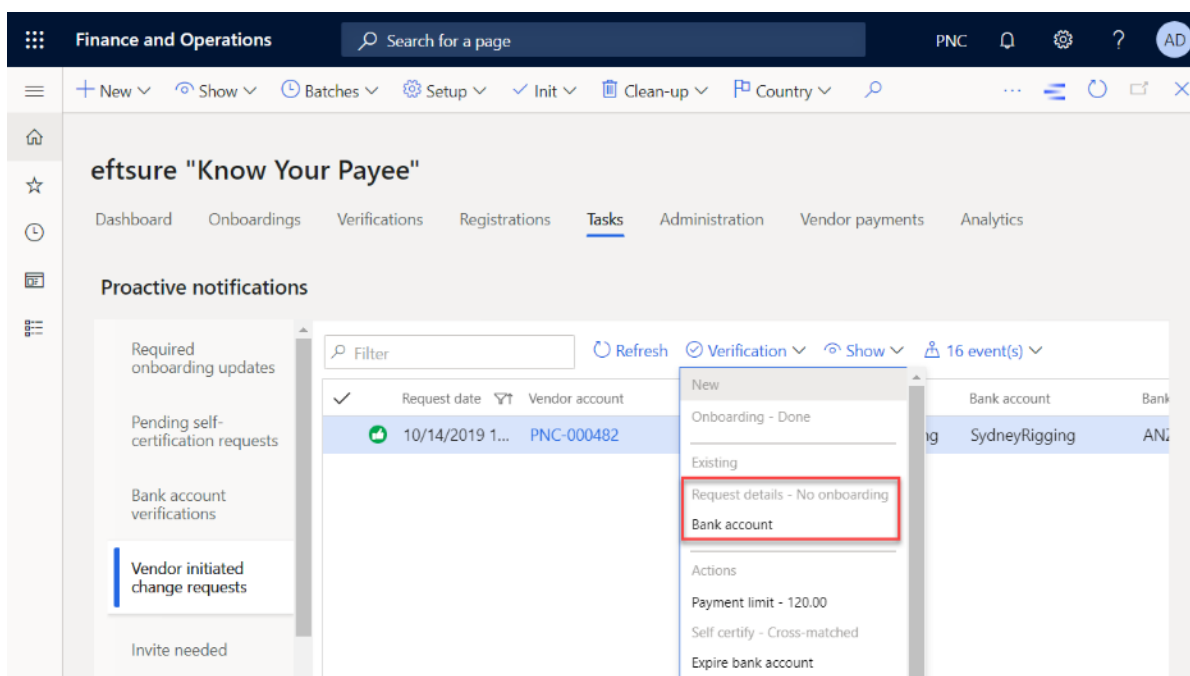 Finance and Operations
Search for a page
PNC
?
AD
New
Show
Batches
Setup
Init
Clean-up
Country
...
eftsure "Know Your Payee"
Dashboard
Onboardings
Verifications
Registrations
Tasks
Administration
Vendor payments
Analytics
Proactive notifications
Required
onboarding updates
Pending self-
certification requests
Bank account
verifications
Vendor initiated
change requests
Invite needed
Filter
Refresh
Verification
Show
16 event(s)
Request date
Vendor account
Bank account
Bank
10/14/2019 1...
PNC-000482
ng
SydneyRigging
ANZ
New
Onboarding - Done
Existing
Request details - No onboarding
Bank account
Actions
Payment limit - 120.00
Self certify - Cross-matched
Expire bank account